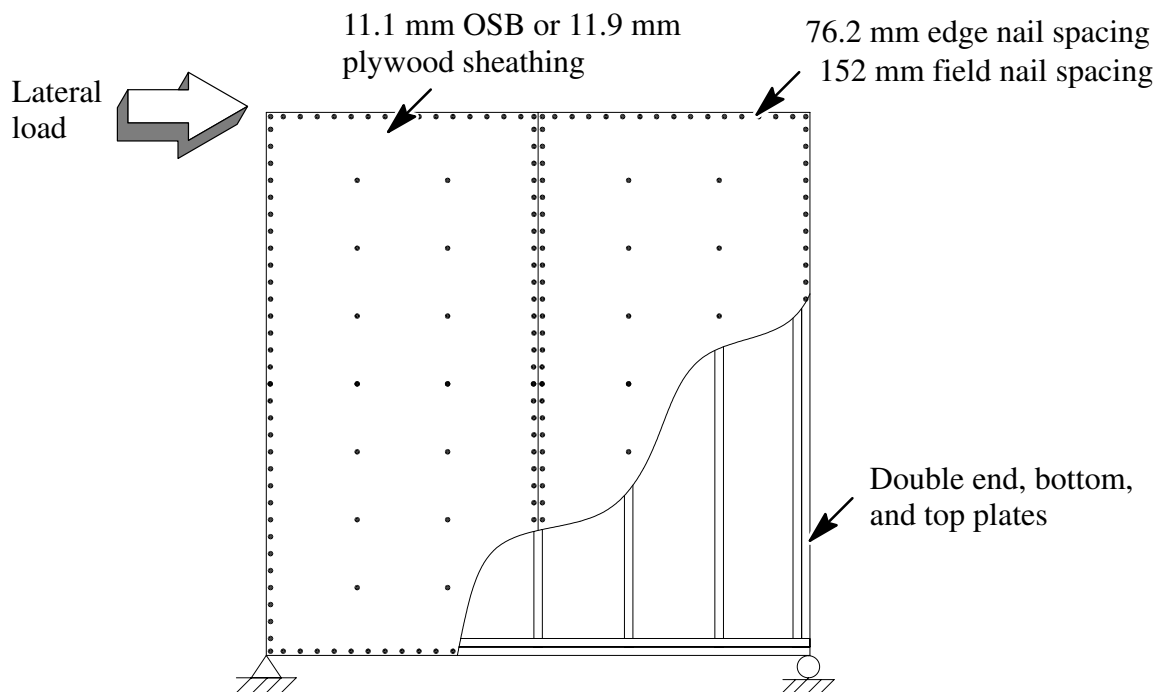 11.1 mm OSB or 11.9 mm
plywood sheathing
76.2 mm edge nail spacing
152 mm field nail spacing
Lateral
load
Double end, bottom,
and top plates